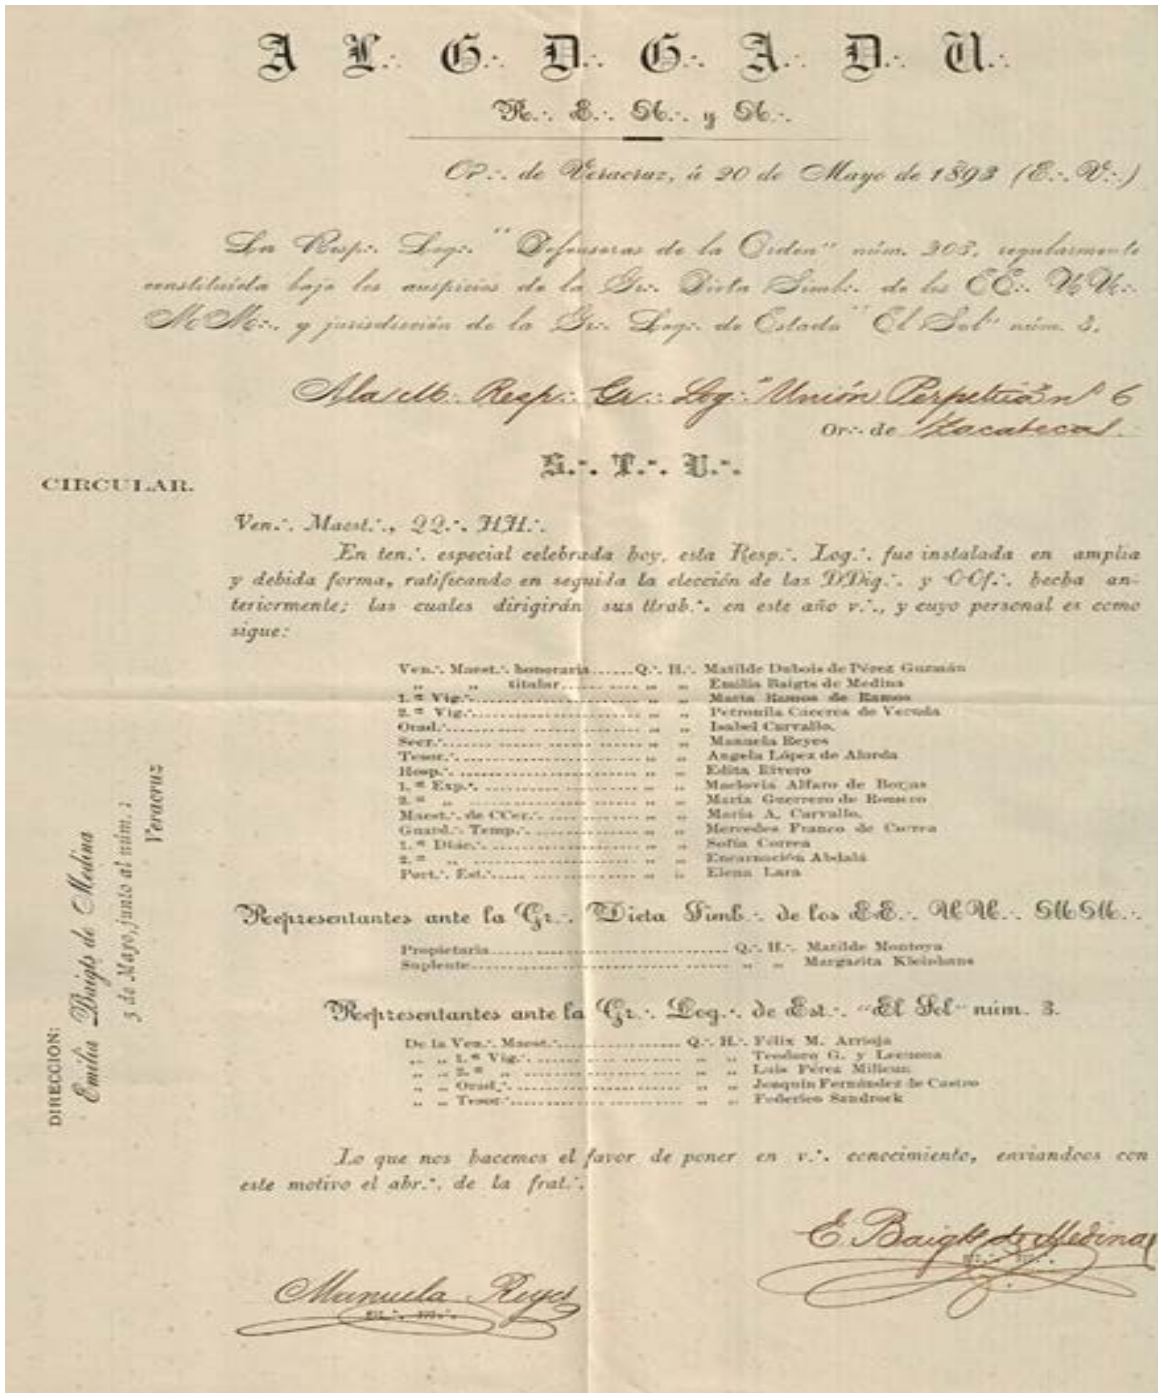 A L∴ G∴ D∴ G∴ A∴ D∴ U∴
R∴ E∴ A∴ y A∴
Or∴ de Veracruz, á 20 de Mayo de 1893 (E∴ V∴)
La Resp∴ Log∴ "Defensoras de la Orden" núm. 203, regularmente
constituida bajo los auspicios de la Gr∴ Dieta Simb∴ de los EE∴ UU∴
MM∴ y jurisdicción de la Gr∴ Log∴ de Estado "El Sol" núm. 3.
A la M∴ Resp∴ Gr∴ Log∴ "Unión Perpetua" nº 6
Or∴ de Zacatecas.
S∴ T∴ U∴
CIRCULAR.
Ven∴ Maest∴, QQ∴ HH∴
En ten∴ especial celebrada hoy, esta Resp∴ Log∴ fue instalada en amplia
y debida forma, ratificando en seguida la elección de las DDig∴ y OOf∴ hecha an-
teriormente; las cuales dirigirán sus ttrab∴ en este año v∴, y cuyo personal es como
sigue:
Ven∴ Maest∴ honoraria......Q∴ H∴ Matilde Dubois de Pérez Guzmán
„ „ titular............ „ „ Emilia Baigts de Medina
1.ª Vig∴............ „ „ Marta Ramos de Ramos
2.ª Vig∴............ „ „ Petronila Cáceres de
Orad∴............ „ „ Isabel Carvallo.
Secr∴............ „ „ Manuela Reyes
Tesor∴............ „ „ Angela López de
Hosp∴............ „ „ Edita Rivero
1.ª Exp∴............ „ „ Maclovia Alfaro de Borjas
2.ª „ ............ „ „ María Guerrero de Romero
Maest∴ de CCer∴............ „ „ María A. Carvallo.
Guard∴ Temp∴............ „ „ Mercedes Franco de Correa
1.ª Diác∴............ „ „ Sofía Correa
2.ª „ ............ „ „ Encarnación Abdalá
Port∴ Est∴............ „ „ Elena Lara
Representantes ante la Gr∴ Dieta Simb∴ de los EE∴ UU∴ MM∴
Propietaria............ Q∴ H∴ Matilde Montoya
Suplente............ „ „ Margarita Kleinhans
Representantes ante la Gr∴ Log∴ de Est∴ "El Sol" núm. 3.
De la Ven∴ Maest∴............ Q∴ H∴ Félix M. Arrioja
„ „ 1.ª Vig∴............ „ „ Teodoro G. y Lecuona
„ „ 2.ª „ ............ „ „ Luis Pérez Milicua
„ „ Orad∴............ „ „ Joaquín Fernández de Castro
„ „ Tesor∴............ „ „ Federico Sandrock
Lo que nos hacemos el favor de poner en v∴ conocimiento, enviandoos con
este motivo el abr∴ de la frat∴
E. Baigts de Medina
Manuela Reyes
DIRECCION:
Emilia Baigts de Medina
5 de Mayo, junto al núm. 1
Veracruz